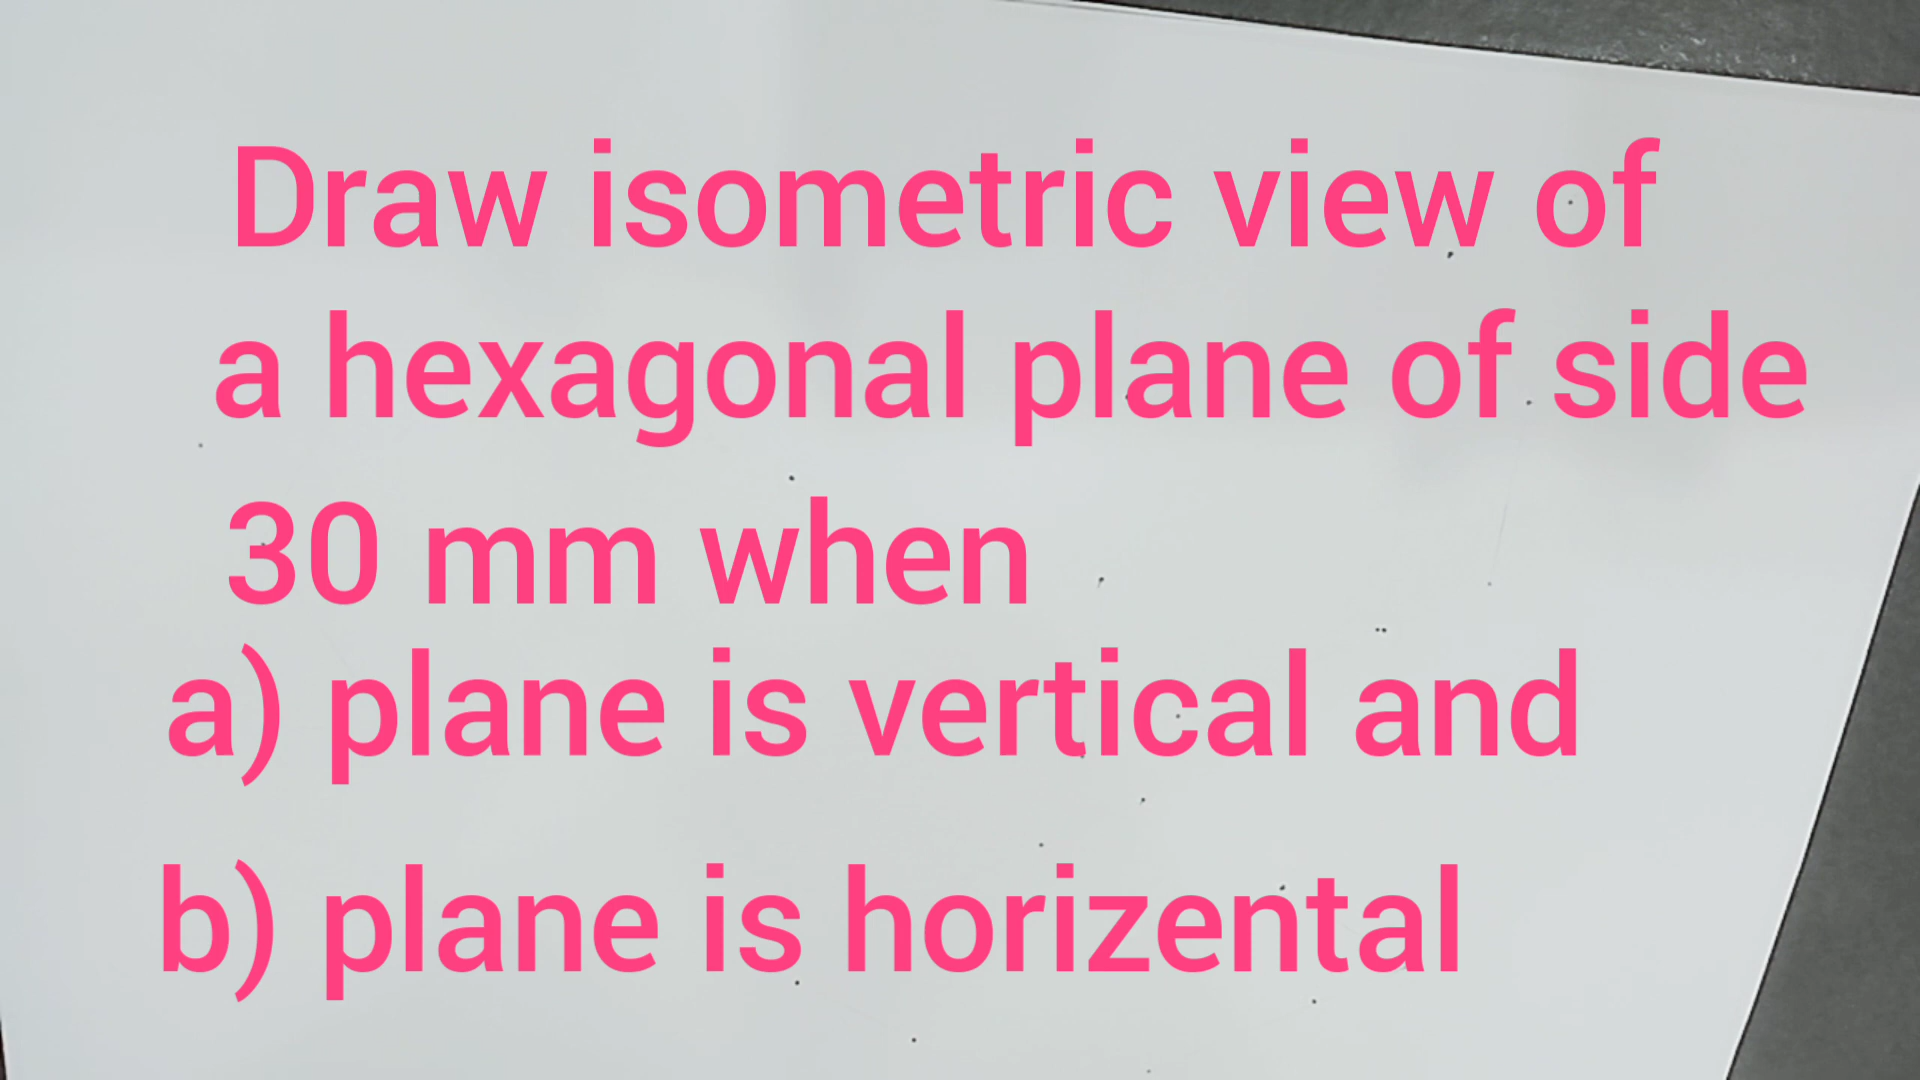 Draw isometric view of
a hexagonal plane of side
30 mm when
a) plane is vertical and
b) plane is horizental